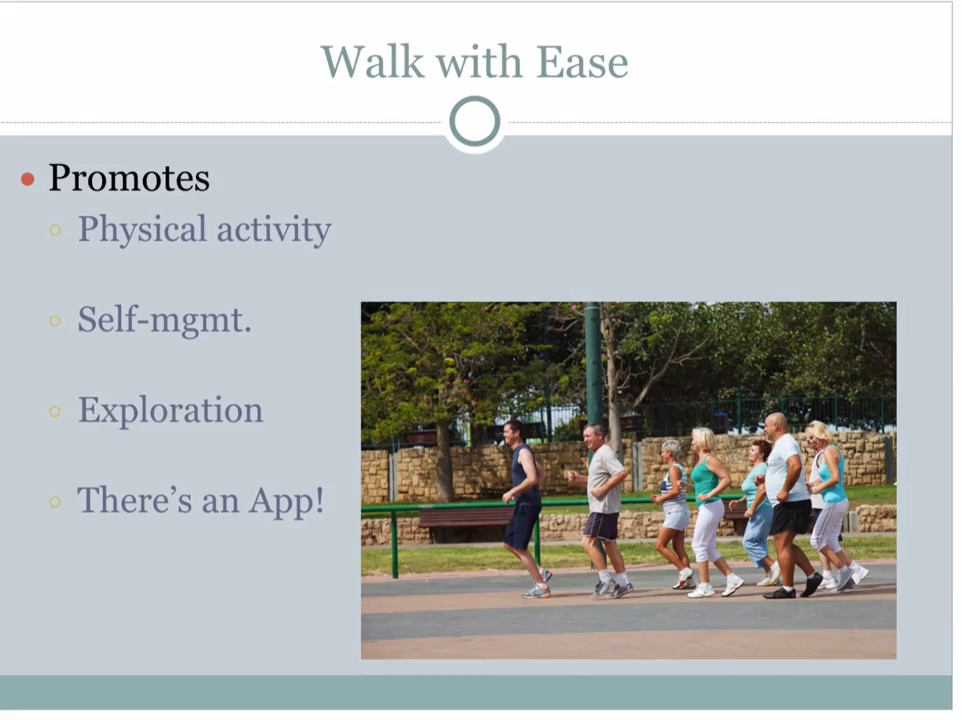 Walk with Ease
Promotes
Physical activity
Self-mgmt.
Exploration
There's an App!